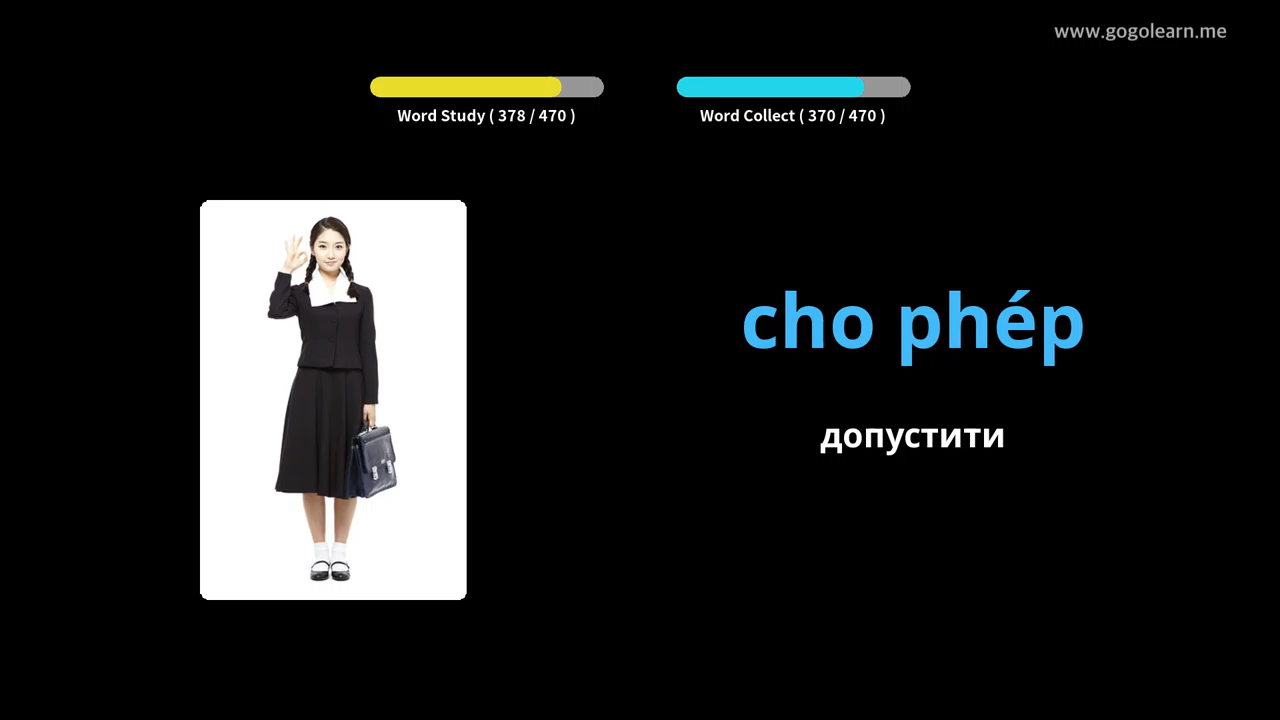 www.gogolearn.me
Word Study ( 378 / 470 )
Word Collect ( 370 / 470 )
cho phép
допустити